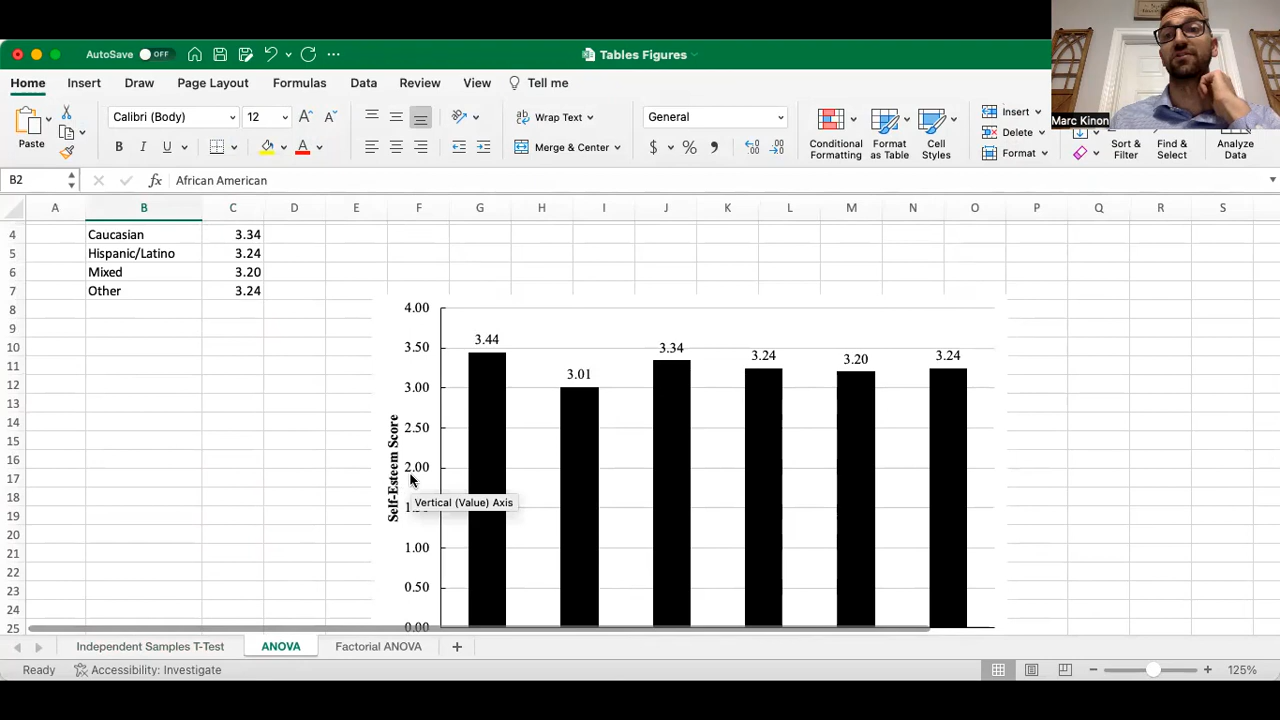 AutoSave OFF
Tables Figures
Home Insert Draw Page Layout Formulas Data Review View Tell me
Paste
Calibri (Body) 12
B I U
Wrap Text
Merge & Center
General
$ % ,
Conditional Formatting
Format as Table
Cell Styles
Insert
Delete
Format
Sort & Filter
Find & Select
Analyze Data
Marc Kinon
B2 fx African American
A B C D E F G H I J K L M N O P Q R S
4 Caucasian 3.34
5 Hispanic/Latino 3.24
6 Mixed 3.20
7 Other 3.24
8
9
10
11
12
13
14
15
16
17
18
19
20
21
22
23
24
25
Self-Esteem Score
4.00
3.50
3.00
2.50
2.00
1.00
0.50
0.00
3.44 3.01 3.34 3.24 3.20 3.24
Vertical (Value) Axis
Independent Samples T-Test ANOVA Factorial ANOVA +
Ready Accessibility: Investigate
125%